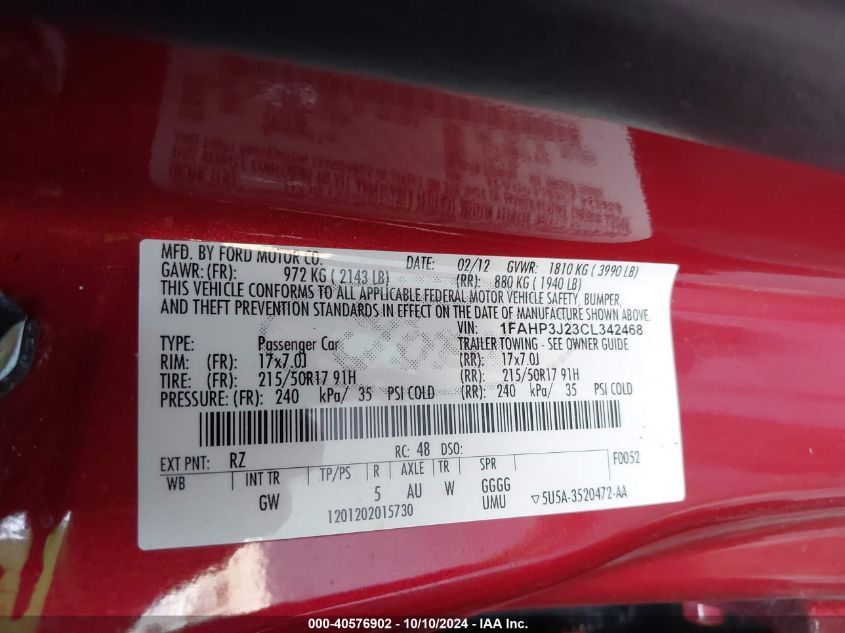 MFD. BY FORD MOTOR CO. DATE: 02/12 GVWR: 1810 KG ( 3990 LB)
GAWR: (FR): 972 KG ( 2143 LB) (RR): 880 KG ( 1940 LB)
THIS VEHICLE CONFORMS TO ALL APPLICABLE FEDERAL MOTOR VEHICLE SAFETY, BUMPER,
AND THEFT PREVENTION STANDARDS IN EFFECT ON THE DATE OF MANUFACTURE SHOWN ABOVE.
VIN: 1FAHP3J23CL342468
TYPE: Passenger Car TRAILER TOWING - SEE OWNER GUIDE
RIM: (FR): 17x7.0J (RR): 17x7.0J
TIRE: (FR): 215/50R17 91H (RR): 215/50R17 91H
PRESSURE: (FR): 240 kPa/ 35 PSI COLD (RR): 240 kPa/ 35 PSI COLD
EXT PNT: RZ RC: 48 DSO: F0052
WB INT TR TP/PS R AXLE TR SPR
GW 5 AU W GGGG
UMU
1201202015730 ▽5U5A-3520472-AA
000-40576902 - 10/10/2024 - IAA Inc.